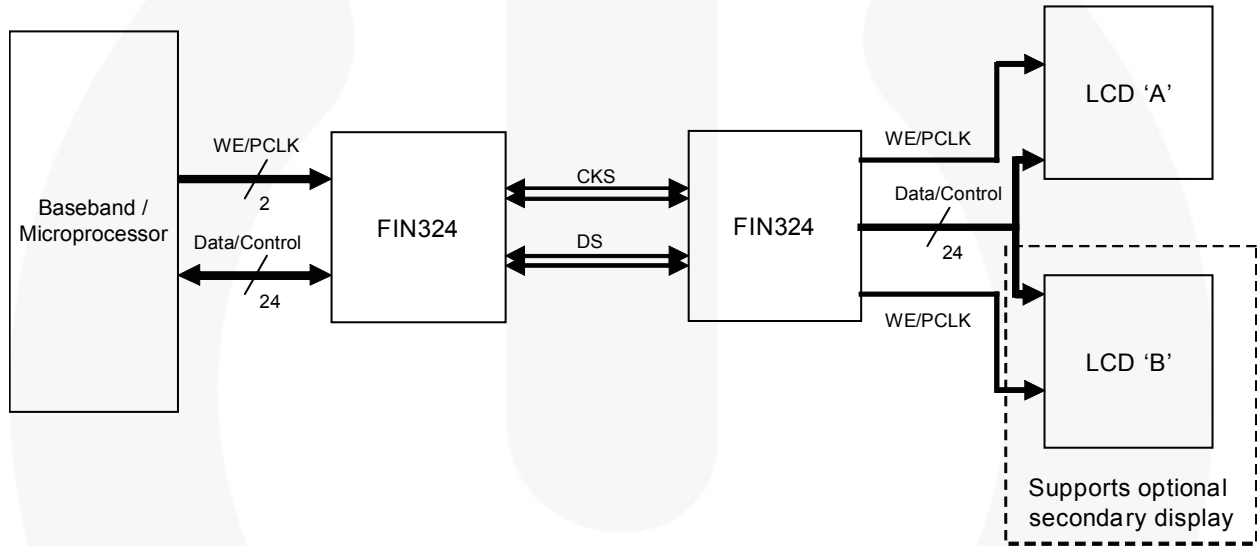 Baseband /
Microprocessor
WE/PCLK
2
Data/Control
24
FIN324
CKS
DS
FIN324
WE/PCLK
Data/Control
24
WE/PCLK
LCD ‘A’
LCD ‘B’
Supports optional
secondary display